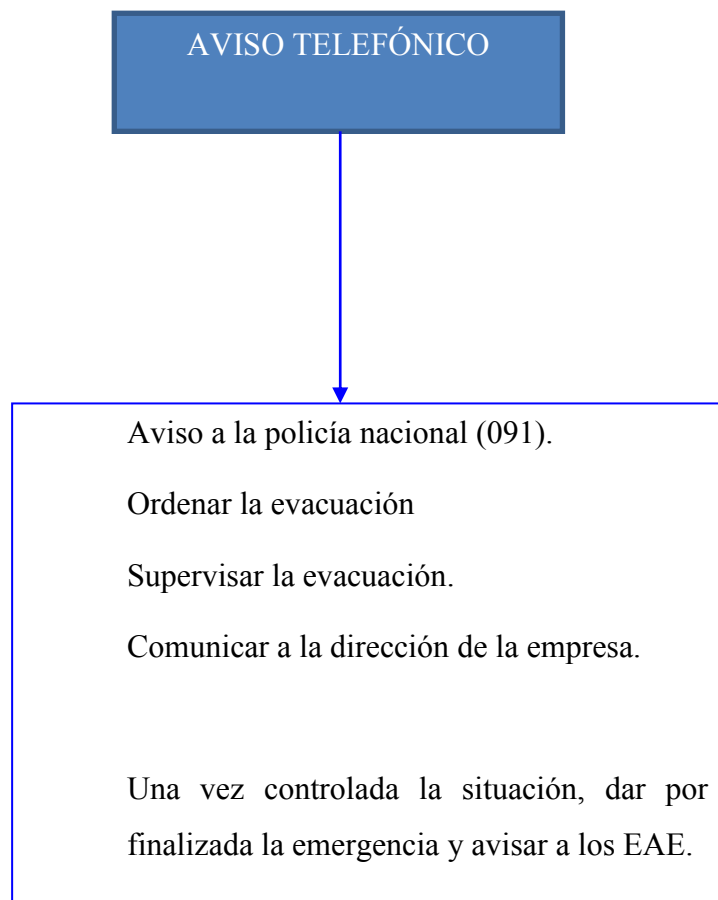 AVISO TELEFÓNICO
Aviso a la policía nacional (091).
Ordenar la evacuación
Supervisar la evacuación.
Comunicar a la dirección de la empresa.
Una vez controlada la situación, dar por
finalizada la emergencia y avisar a los EAE.